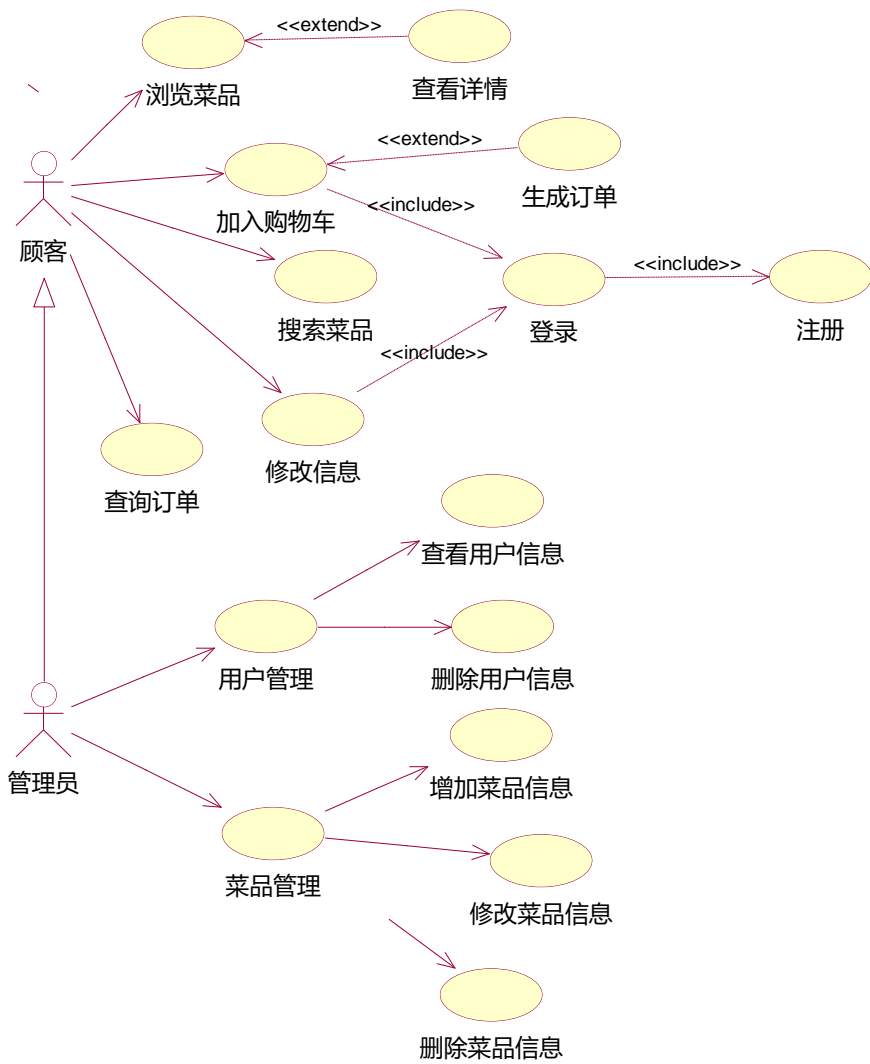 <<extend>>
浏览菜品
查看详情
<<extend>>
加入购物车
生成订单
<<include>>
顾客
<<include>>
搜索菜品
登录
注册
<<include>>
修改信息
查询订单
查看用户信息
用户管理
删除用户信息
管理员
增加菜品信息
菜品管理
修改菜品信息
删除菜品信息